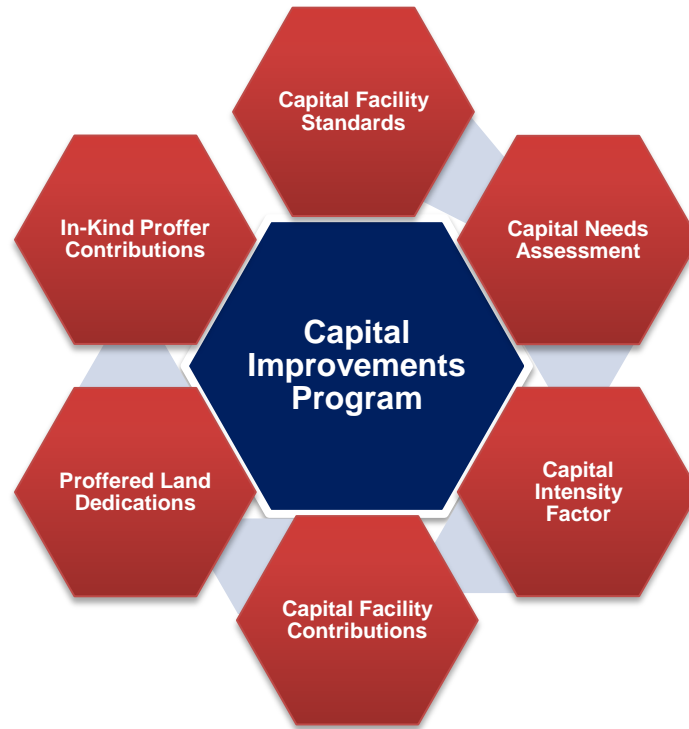 Capital Facility
Standards
In-Kind Proffer
Contributions
Capital Needs
Assessment
Capital
Improvements
Program
Proffered Land
Dedications
Capital
Intensity
Factor
Capital Facility
Contributions